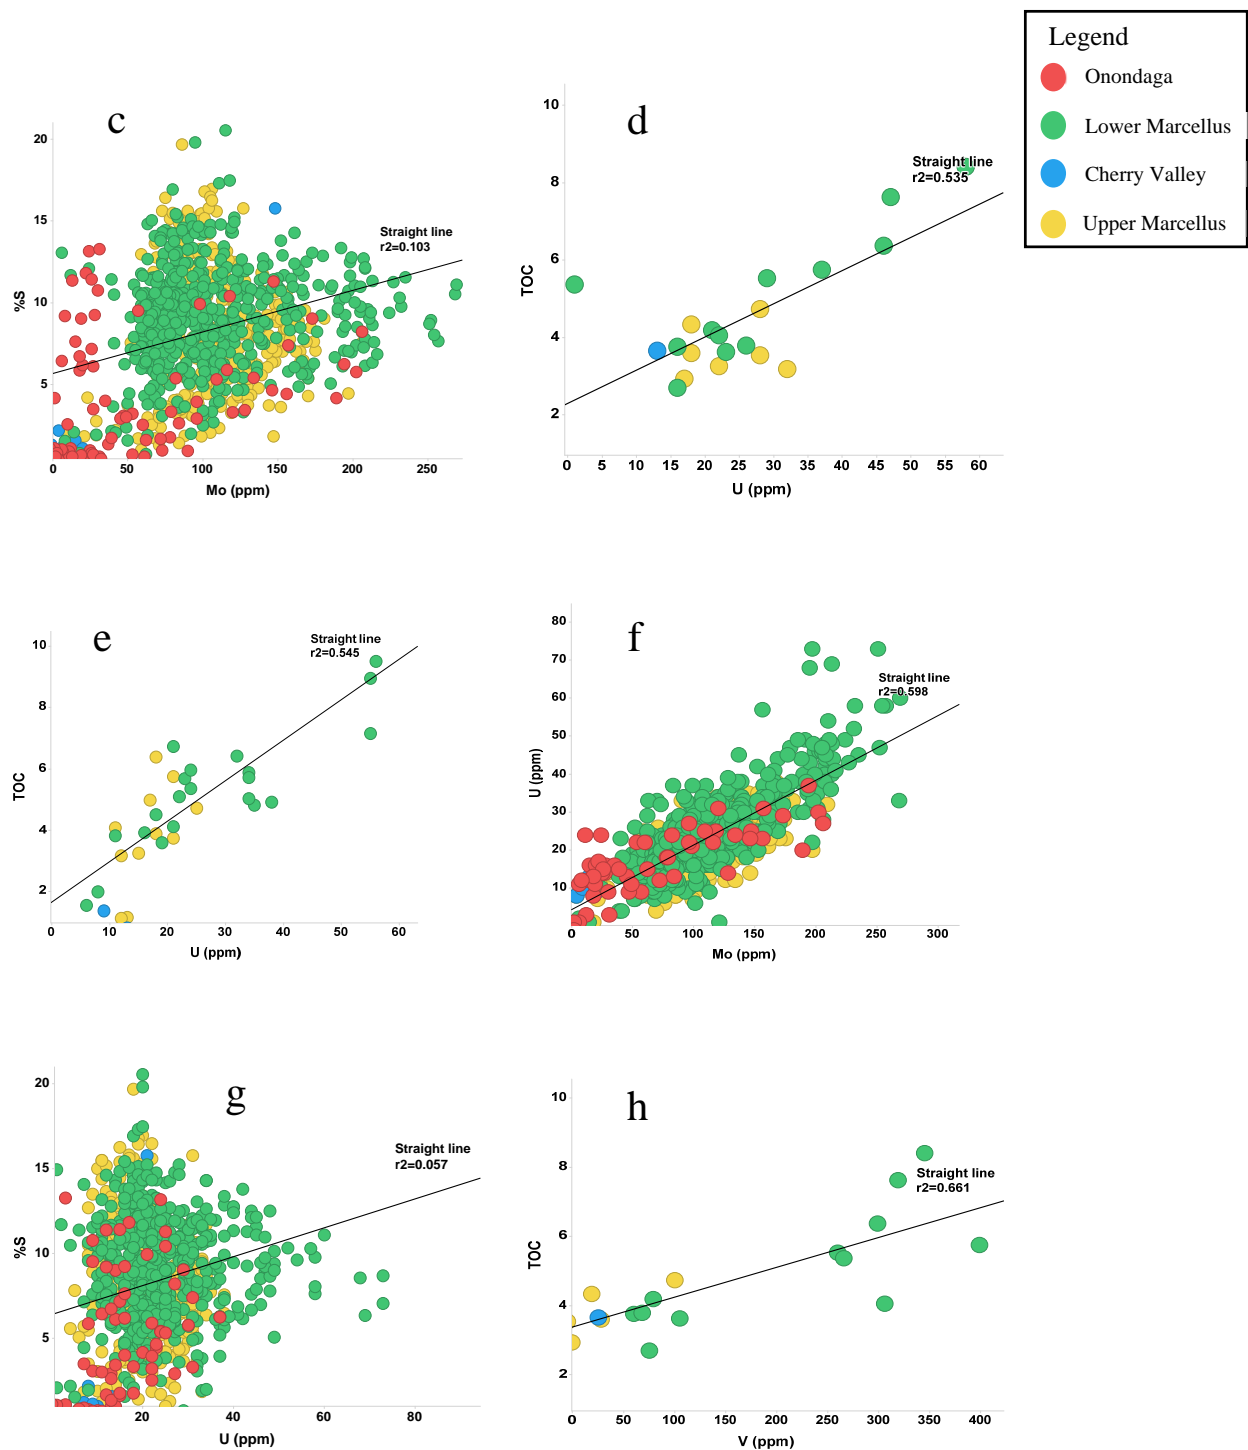 Legend
Onondaga
Lower Marcellus
Cherry Valley
Upper Marcellus
c
20
15
10
5
%S
Straight line
r2=0.103
0 50 100 150 200 250
Mo (ppm)
d
10
8
6
4
2
TOC
Straight line
r2=0.535
0 5 10 15 20 25 30 35 40 45 50 55 60
U (ppm)
e
10
8
6
4
2
TOC
Straight line
r2=0.545
0 10 20 30 40 50 60
U (ppm)
f
80
70
60
50
40
30
20
10
U (ppm)
Straight line
r2=0.598
0 50 100 150 200 250 300
Mo (ppm)
g
20
15
10
5
%S
Straight line
r2=0.057
20 40 60 80
U (ppm)
h
10
8
6
4
2
TOC
Straight line
r2=0.661
0 50 100 150 200 250 300 350 400
V (ppm)